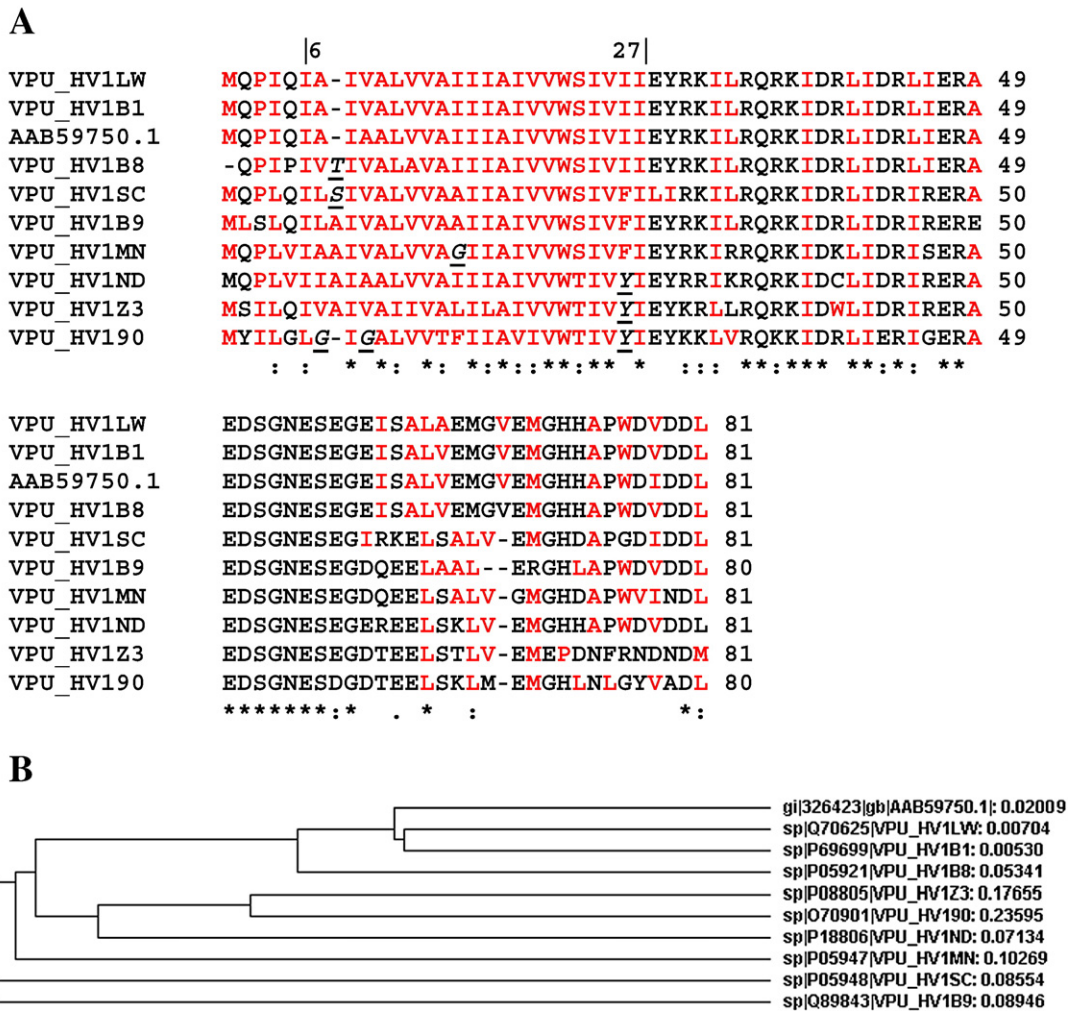 A
|6 27|
VPU_HV1LW MQPIQIA-IVALVVAIIIAIVVWSIVIIEYRKILRQRKIDRLIDRLIERA 49
VPU_HV1B1 MQPIQIA-IVALVVAIIIAIVVWSIVIIEYRKILRQRKIDRLIDRLIERA 49
AAB59750.1 MQPIQIA-IAALVVAIIIAIVVWSIVIIEYRKILRQRKIDRLIDRLIERA 49
VPU_HV1B8 -QPIPIVTIVALAVAIIIAIVVWSIVIIEYRKILRQRKIDRLIDRLIERA 49
VPU_HV1SC MQPLQILSIVALVVAAIIAIVVWSIVFILIRKILRQRKIDRLIDRIRERA 50
VPU_HV1B9 MLSLQILAIVALVVAAIIAIVVWSIVFIEYRKILRQRKIDRLIDRIRERE 50
VPU_HV1MN MQPLVIAAIVALVVAGIIAIVVWSIVFIEYRKIRRQRKIDKLIDRISERA 50
VPU_HV1ND MQPLVIIAIAALVVAIIIAIVVWTIVYIEYRRIKRQRKIDCLIDRIRERA 50
VPU_HV1Z3 MSILQIVAIVAIIVALILAIVVWTIVYIEYKRLLRQRKIDWLIDRIRERA 50
VPU_HV190 MYILGLG-IGALVVTFIIAVIVWTIVYIEYKKLVRQKKIDRLIERIGERA 49
: :  * *: *: *:*::**:** *  ::: **:*** **:*: **
VPU_HV1LW EDSGNESEGEISALAEMGVEMGHHAPWDVDDL 81
VPU_HV1B1 EDSGNESEGEISALVEMGVEMGHHAPWDVDDL 81
AAB59750.1 EDSGNESEGEISALVEMGVEMGHHAPWDIDDL 81
VPU_HV1B8 EDSGNESEGEISALVEMGVEMGHHAPWDVDDL 81
VPU_HV1SC EDSGNESEGIRKELSALV-EMGHDAPGDIDDL 81
VPU_HV1B9 EDSGNESEGDQEELAAL--ERGHLAPWDVDDL 80
VPU_HV1MN EDSGNESEGDQEELSALV-GMGHDAPWVINDL 81
VPU_HV1ND EDSGNESEGEREELSKLV-EMGHHAPWDVDDL 81
VPU_HV1Z3 EDSGNESEGDTEELSTLV-EMEPDNFRNDNDM 81
VPU_HV190 EDSGNESDGDTEELSKLM-EMGHLNLGYVADL 80
*******:*  . *  :             *:
B
gi|326423|gb|AAB59750.1|: 0.02009
sp|Q70625|VPU_HV1LW: 0.00704
sp|P69699|VPU_HV1B1: 0.00530
sp|P05921|VPU_HV1B8: 0.05341
sp|P08805|VPU_HV1Z3: 0.17655
sp|O70901|VPU_HV190: 0.23595
sp|P18806|VPU_HV1ND: 0.07134
sp|P05947|VPU_HV1MN: 0.10269
sp|P05948|VPU_HV1SC: 0.08554
sp|Q89843|VPU_HV1B9: 0.08946